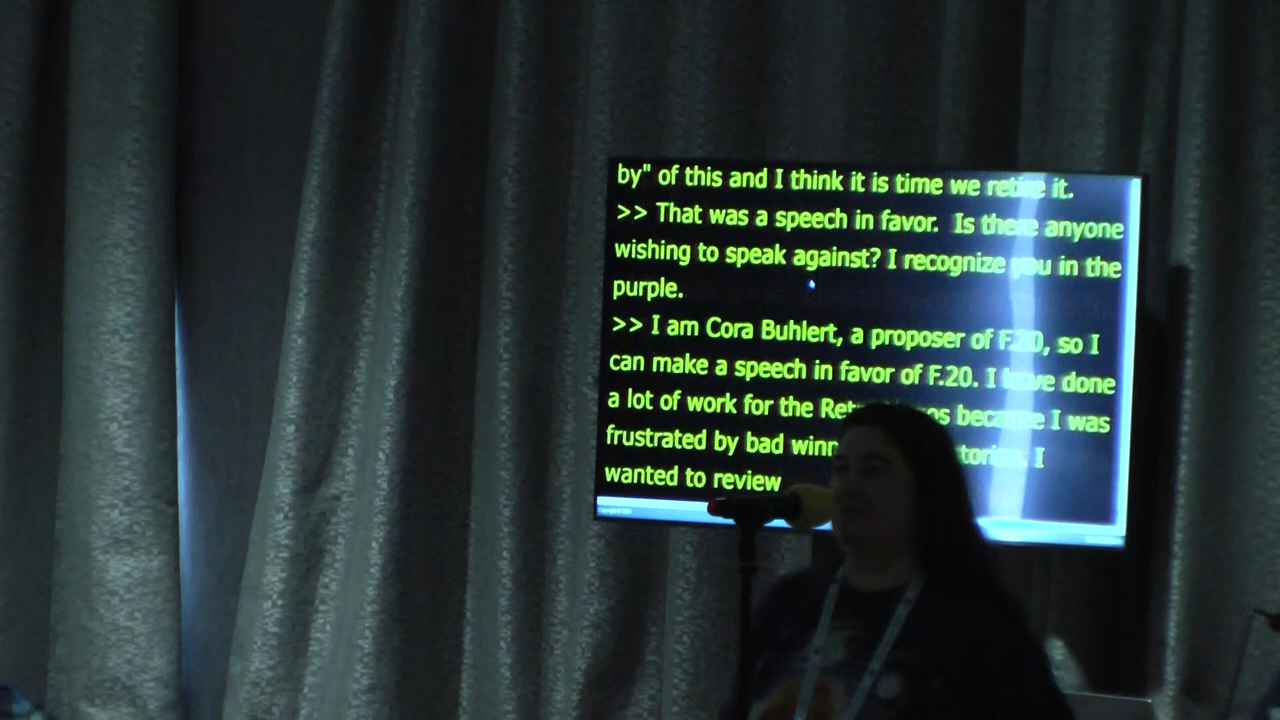 by" of this and I think it is time we retire it.
>> That was a speech in favor. Is there anyone
wishing to speak against? I recognize you in the
purple.
>> I am Cora Buhlert, a proposer of F.20, so I
can make a speech in favor of F.20. I have done
a lot of work for the because I was
frustrated by bad I
wanted to review